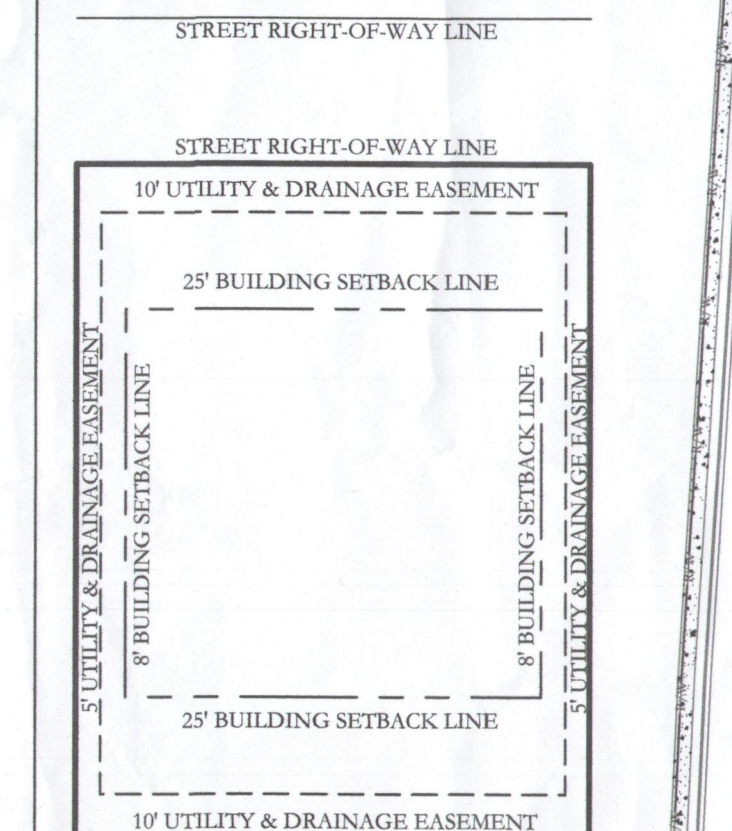 STREET RIGHT-OF-WAY LINE
STREET RIGHT-OF-WAY LINE
10' UTILITY & DRAINAGE EASEMENT
25' BUILDING SETBACK LINE
5' UTILITY & DRAINAGE EASEMENT
8' BUILDING SETBACK LINE
8' BUILDING SETBACK LINE
5' UTILITY & DRAINAGE EASEMENT
25' BUILDING SETBACK LINE
10' UTILITY & DRAINAGE EASEMENT